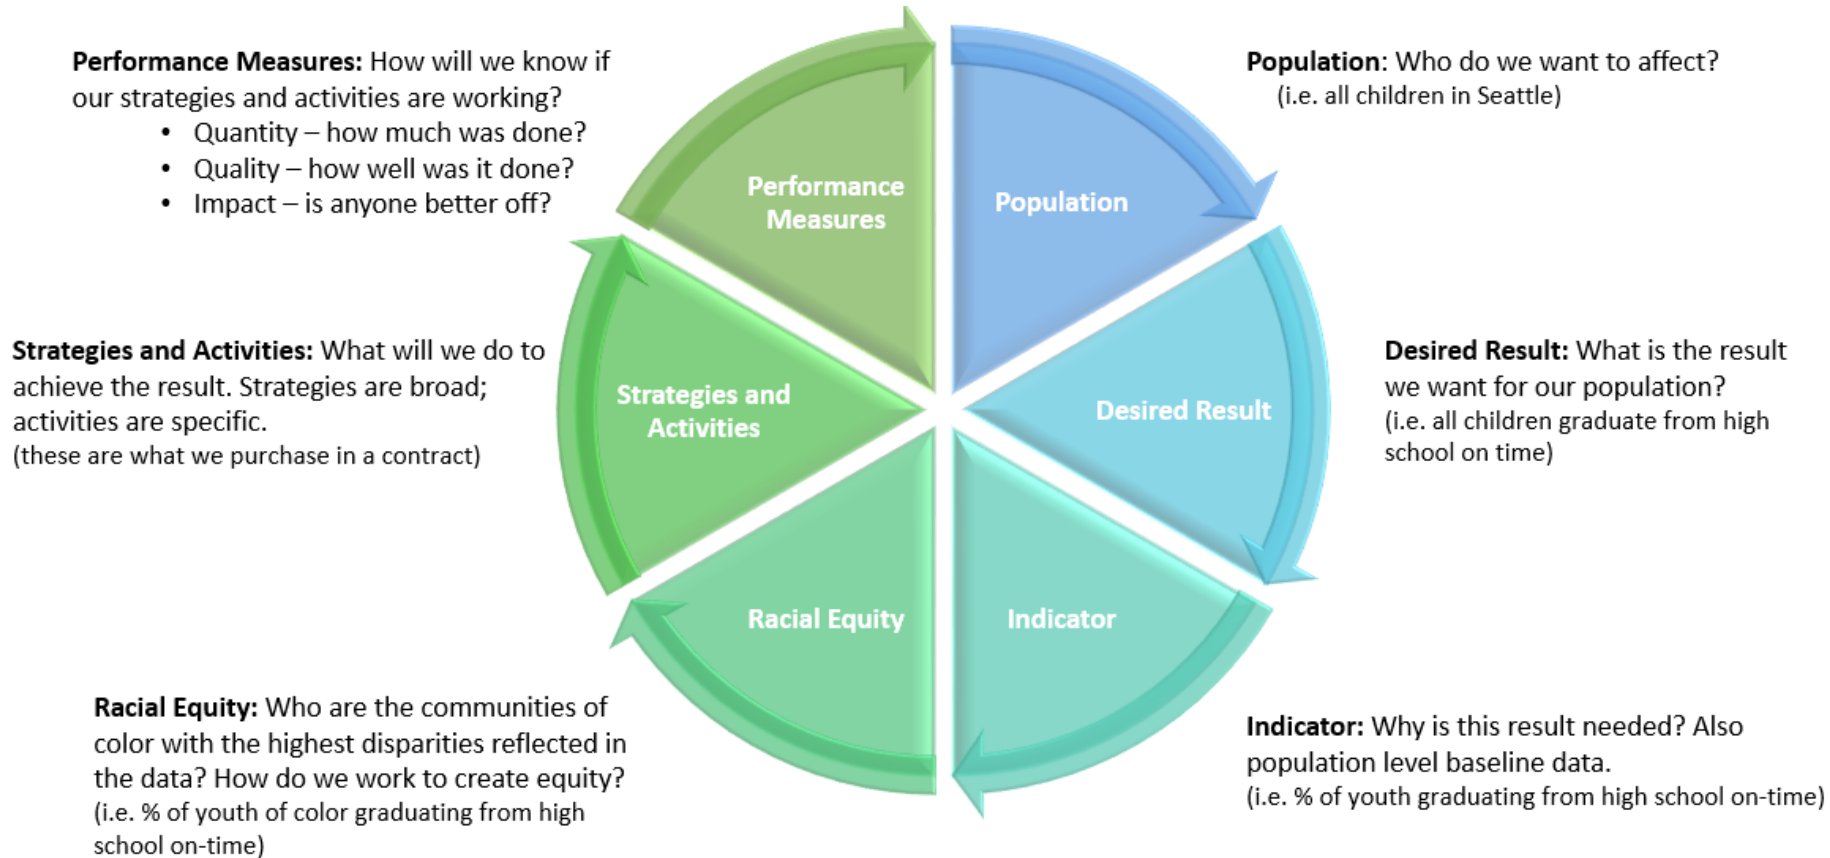 Performance Measures: How will we know if
our strategies and activities are working?
• Quantity – how much was done?
• Quality – how well was it done?
• Impact – is anyone better off?
Population: Who do we want to affect?
(i.e. all children in Seattle)
Performance
Measures
Population
Strategies and Activities: What will we do to
achieve the result. Strategies are broad;
activities are specific.
(these are what we purchase in a contract)
Strategies and
Activities
Desired Result
Desired Result: What is the result
we want for our population?
(i.e. all children graduate from high
school on time)
Racial Equity
Indicator
Racial Equity: Who are the communities of
color with the highest disparities reflected in
the data? How do we work to create equity?
(i.e. % of youth of color graduating from high
school on-time)
Indicator: Why is this result needed? Also
population level baseline data.
(i.e. % of youth graduating from high school on-time)